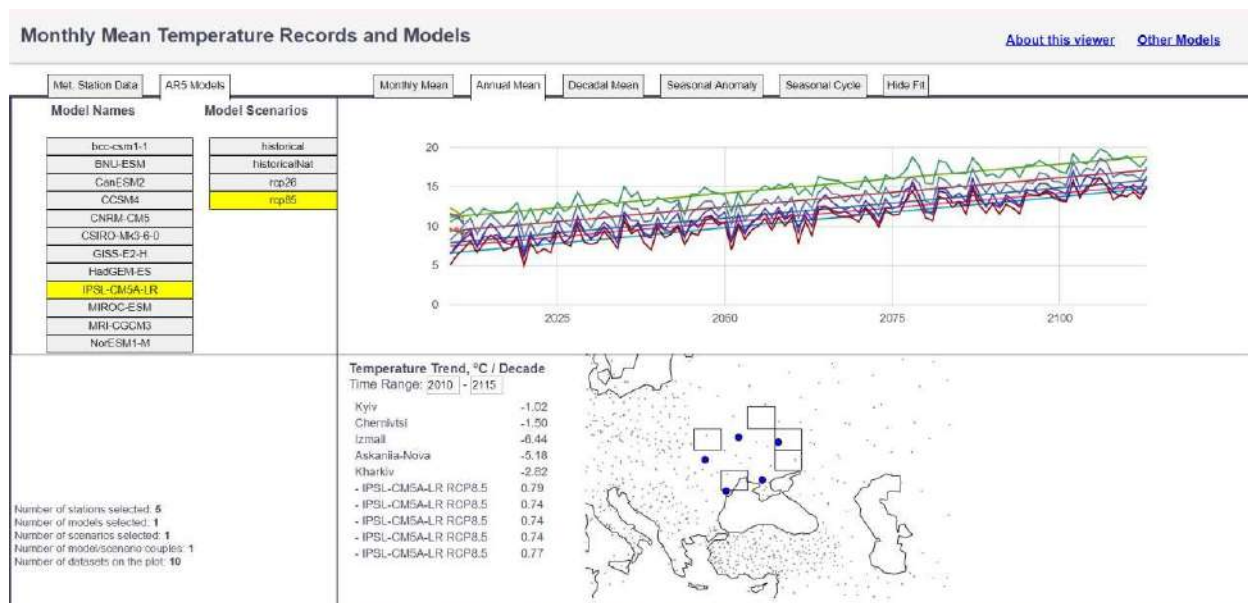 Monthly Mean Temperature Records and Models
About this viewer Other Models
Met. Station Data AR5 Models Monthly Mean Annual Mean Decadal Mean Seasonal Anomaly Seasonal Cycle Hide Fit
Model Names Model Scenarios
bcc-csm1-1 historical
BNU-ESM historicalNat
CanESM2 rcp26
CCSM4 rcp85
CNRM-CM5
CSIRO-Mk3-6-0
GISS-E2-H
HadGEM-ES
IPSL-CM5A-LR
MIROC-ESM
MRI-CGCM3
NorESM1-M
20
15
10
5
0
2025 2050 2075 2100
Temperature Trend, °C / Decade
Time Range: 2010 - 2115
Kyiv -1.02
Chernivtsi -1.50
Izmail -6.44
Askaniia-Nova -5.18
Kharkiv -2.82
- IPSL-CM5A-LR RCP8.5 0.79
- IPSL-CM5A-LR RCP8.5 0.74
- IPSL-CM5A-LR RCP8.5 0.74
- IPSL-CM5A-LR RCP8.5 0.74
- IPSL-CM5A-LR RCP8.5 0.77
Number of stations selected: 5
Number of models selected: 1
Number of scenarios selected: 1
Number of model/scenario couples: 1
Number of datasets on the plot: 10